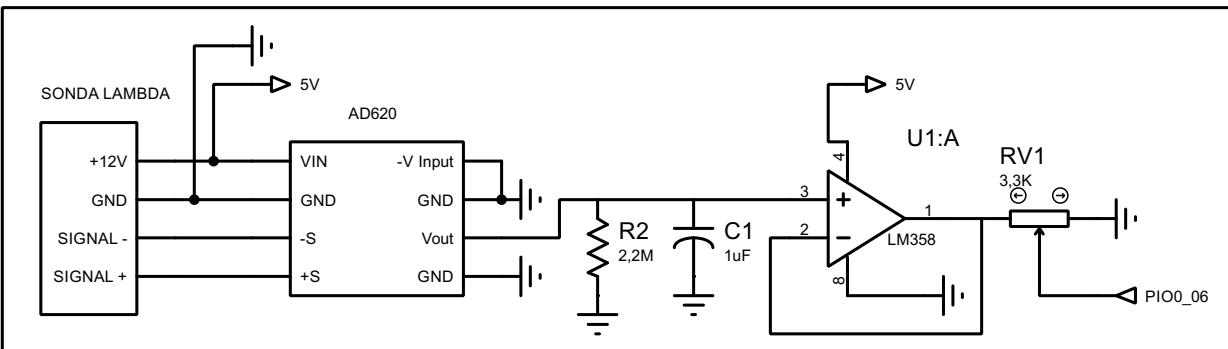 SONDA LAMBDA
+12V
GND
SIGNAL -
SIGNAL +
5V
AD620
VIN
GND
-S
+S
-V Input
GND
Vout
GND
R2
2,2M
C1
1uF
5V
U1:A
3
2
4
8
1
LM358
RV1
3,3K
PIO0_06